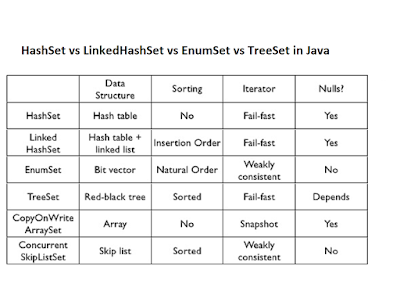 HashSet vs LinkedHashSet vs EnumSet vs TreeSet in Java
Data Structure Sorting Iterator Nulls?
HashSet Hash table No Fail-fast Yes
Linked HashSet Hash table + linked list Insertion Order Fail-fast Yes
EnumSet Bit vector Natural Order Weakly consistent No
TreeSet Red-black tree Sorted Fail-fast Depends
CopyOnWrite ArraySet Array No Snapshot Yes
Concurrent SkipListSet Skip list Sorted Weakly consistent No